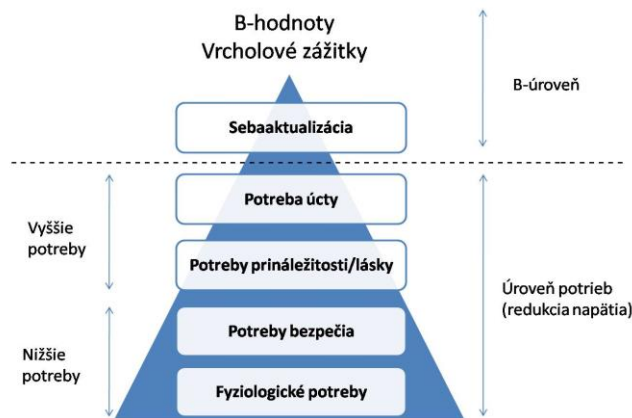 B-hodnoty
Vrcholové zážitky
B-úroveň
Sebaaktualizácia
Potreba úcty
Vyššie
potreby
Potreby prináležitosti/lásky
Úroveň potrieb
(redukcia napätia)
Potreby bezpečia
Nižšie
potreby
Fyziologické potreby